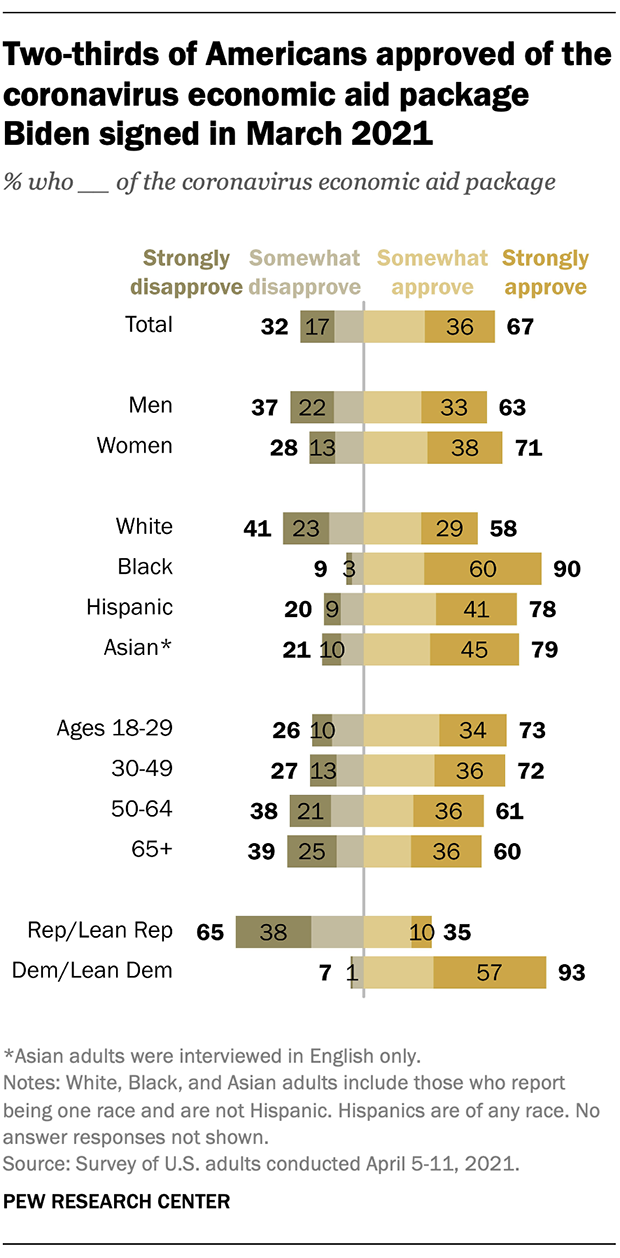 Two-thirds of Americans approved of the
coronavirus economic aid package
Biden signed in March 2021
% who __ of the coronavirus economic aid package
Strongly Somewhat Somewhat Strongly
disapprove disapprove approve approve
Total 32 17 36 67
Men 37 22 33 63
Women 28 13 38 71
White 41 23 29 58
Black 9 3 60 90
Hispanic 20 9 41 78
Asian* 21 10 45 79
Ages 18-29 26 10 34 73
30-49 27 13 36 72
50-64 38 21 36 61
65+ 39 25 36 60
Rep/Lean Rep 65 38 10 35
Dem/Lean Dem 7 1 57 93
*Asian adults were interviewed in English only.
Notes: White, Black, and Asian adults include those who report
being one race and are not Hispanic. Hispanics are of any race. No
answer responses not shown.
Source: Survey of U.S. adults conducted April 5-11, 2021.
PEW RESEARCH CENTER